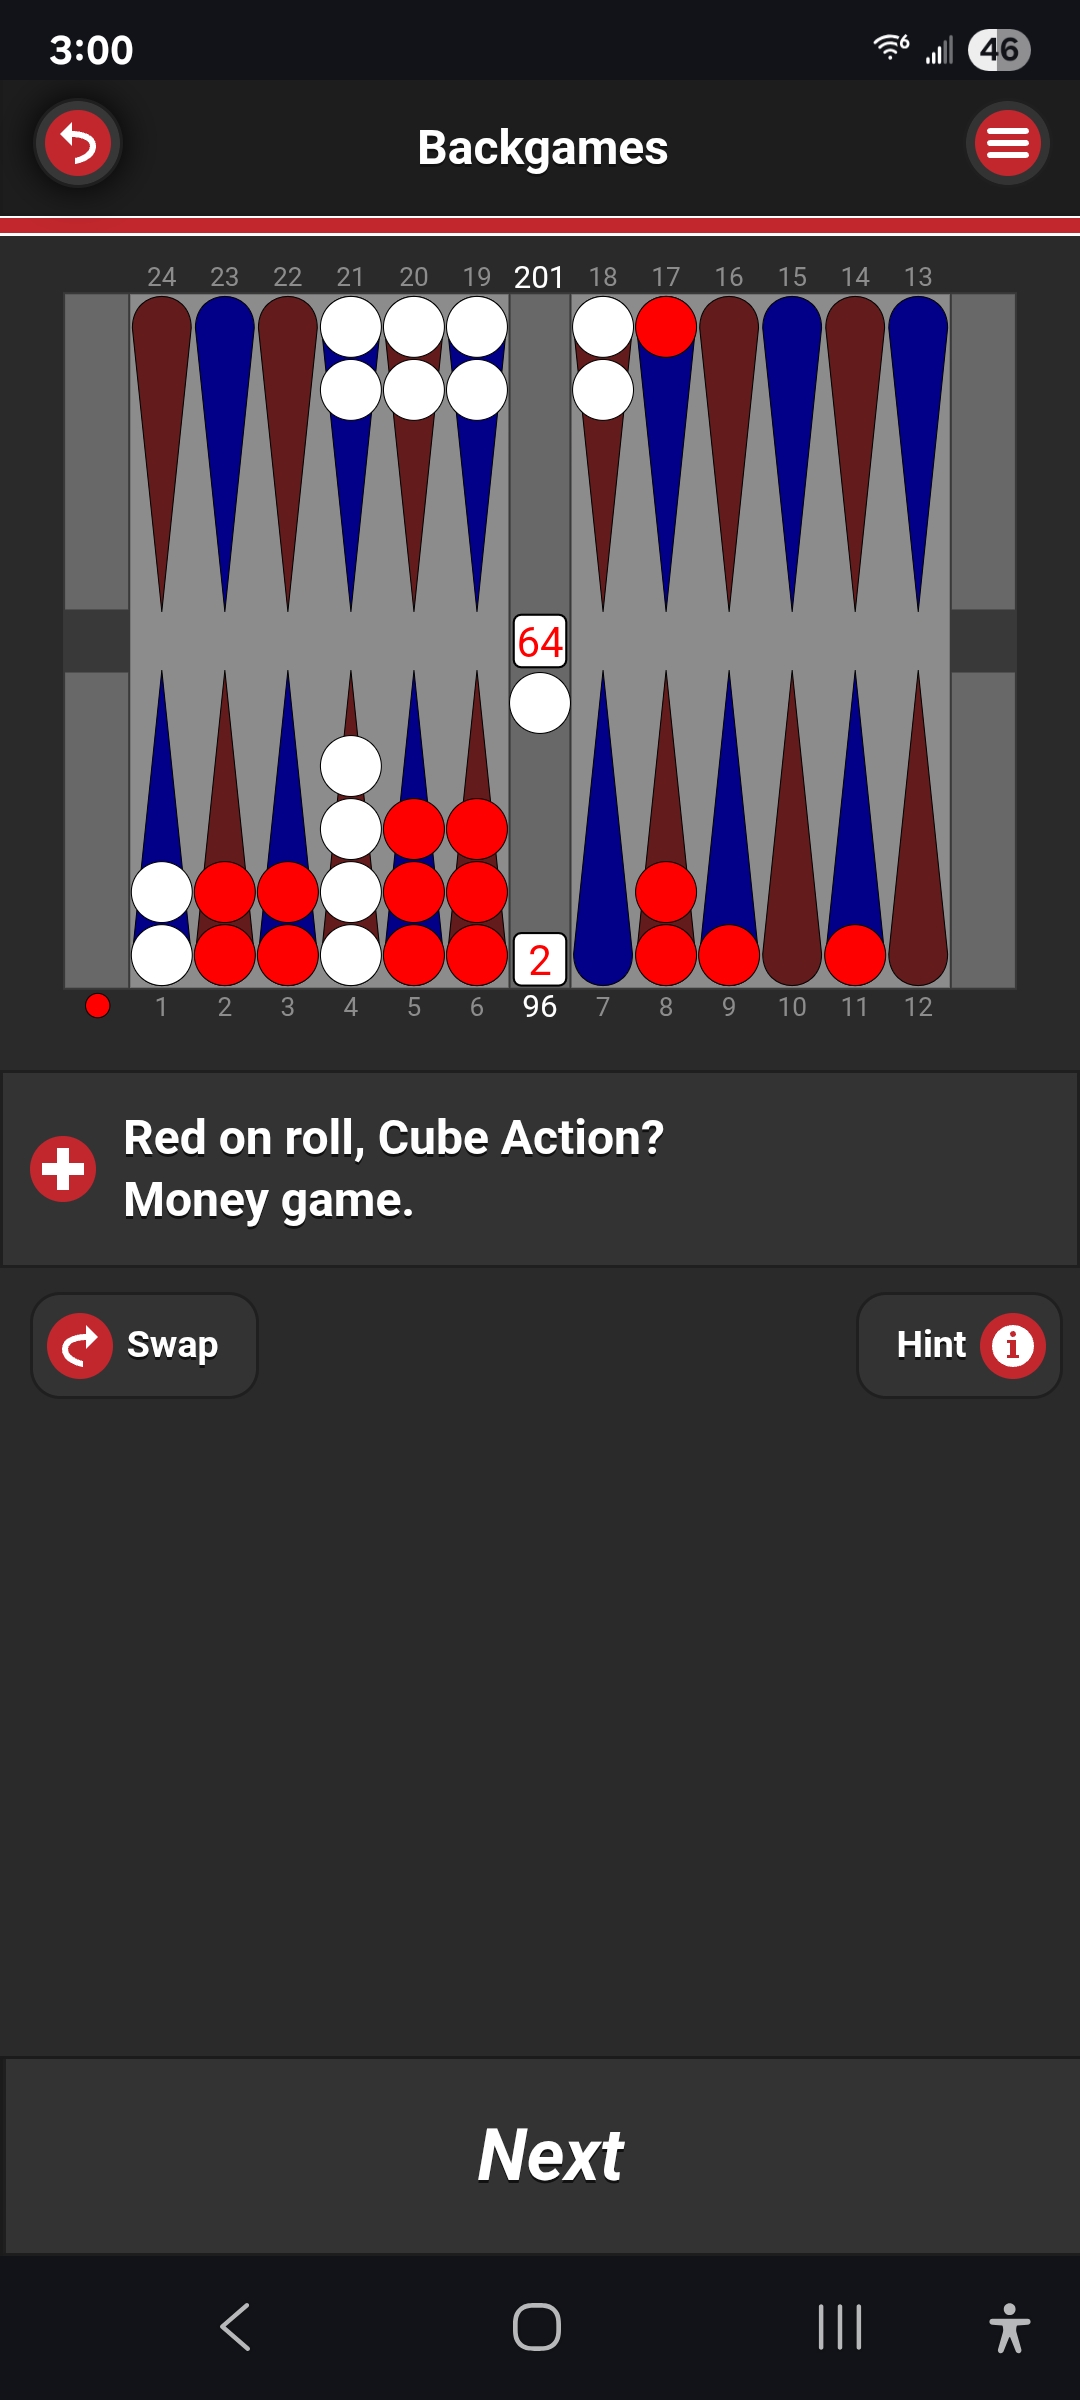 3:00
6
46
Backgames
24 23 22 21 20 19 201 18 17 16 15 14 13
64
2
1 2 3 4 5 6 96 7 8 9 10 11 12
Red on roll, Cube Action?
Money game.
Swap
Hint
Next